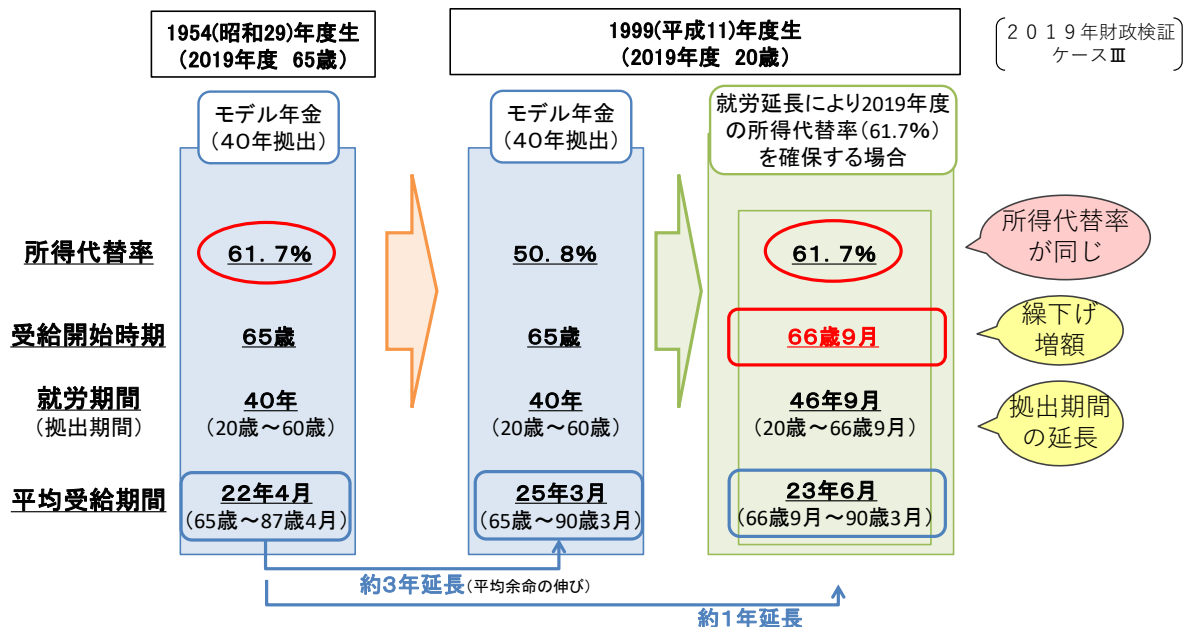 1954(昭和29)年度生
(2019年度 65歳)
1999(平成11)年度生
(2019年度 20歳)
2019年財政検証
ケースⅢ
モデル年金
(40年拠出)
モデル年金
(40年拠出)
就労延長により2019年度
の所得代替率(61.7%)
を確保する場合
所得代替率
61.7%
50.8%
61.7%
所得代替率
が同じ
受給開始時期
65歳
65歳
66歳9月
繰下げ
増額
就労期間
(拠出期間)
40年
(20歳~60歳)
40年
(20歳~60歳)
46年9月
(20歳~66歳9月)
拠出期間
の延長
平均受給期間
22年4月
(65歳~87歳4月)
25年3月
(65歳~90歳3月)
23年6月
(66歳9月~90歳3月)
約3年延長(平均余命の伸び)
約1年延長